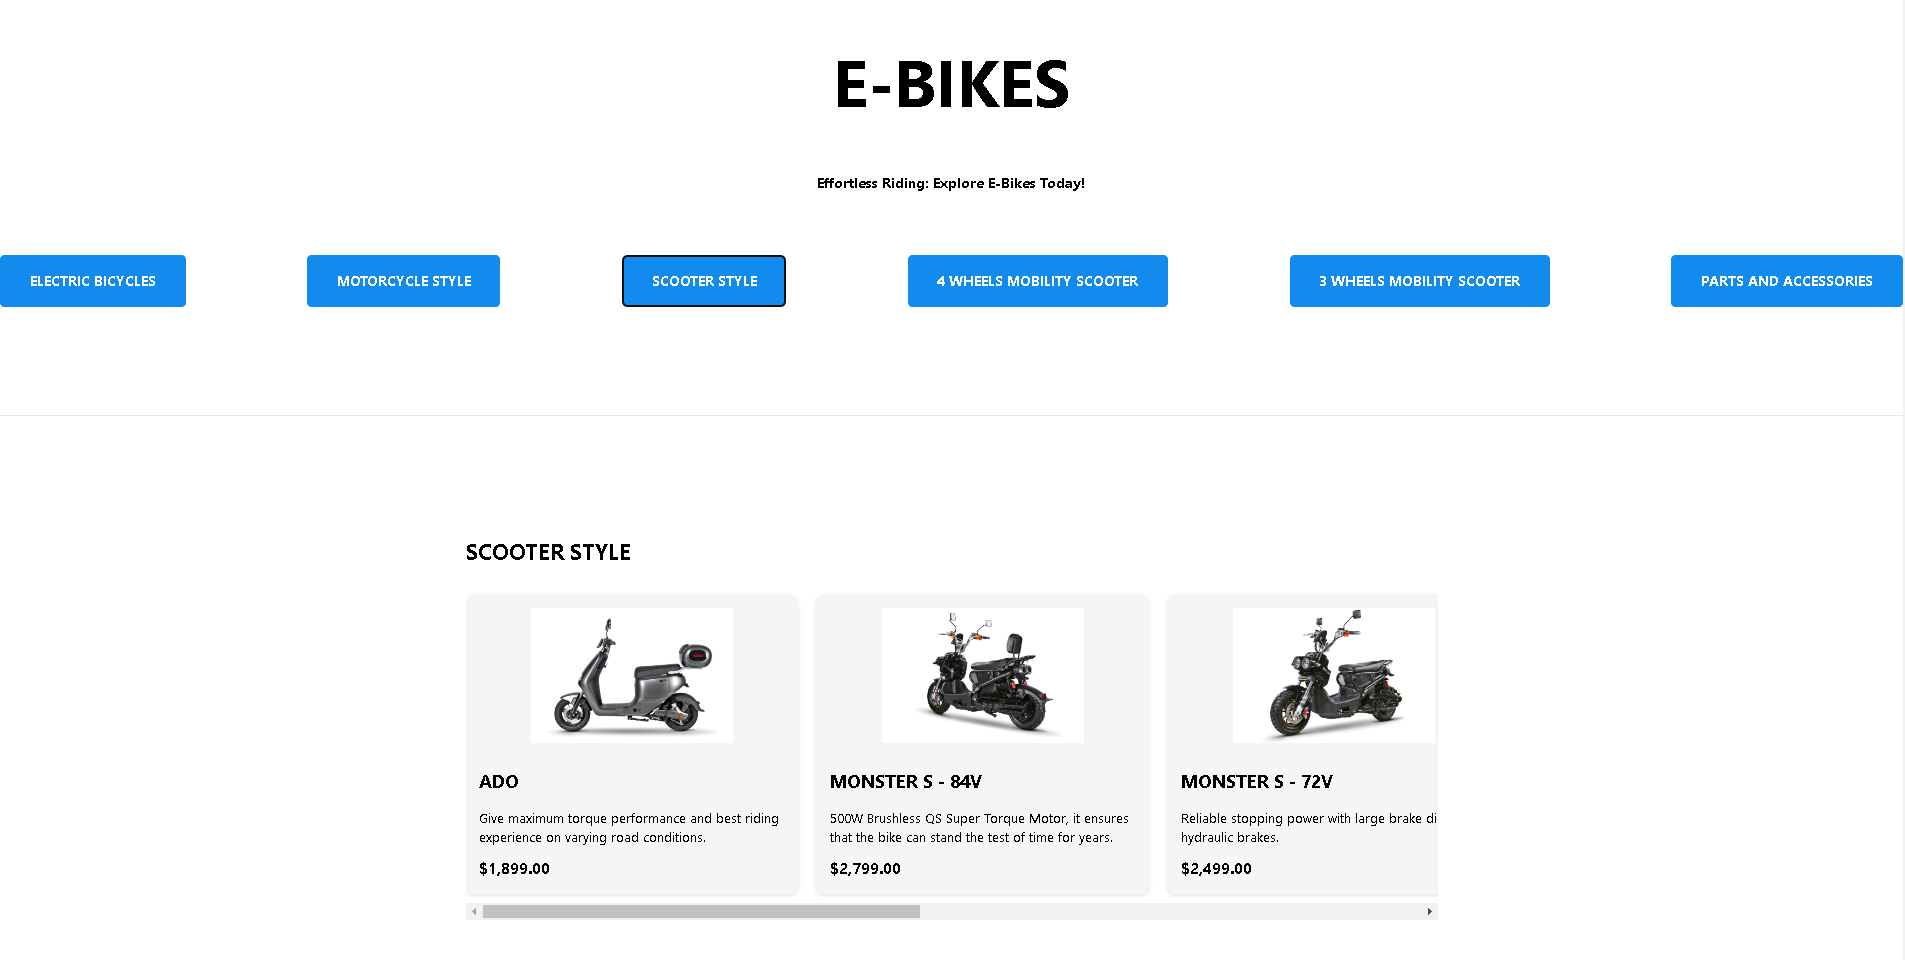 E-BIKES
Effortless Riding: Explore E-Bikes Today!
ELECTRIC BICYCLES
MOTORCYCLE STYLE
SCOOTER STYLE
4 WHEELS MOBILITY SCOOTER
3 WHEELS MOBILITY SCOOTER
PARTS AND ACCESSORIES
SCOOTER STYLE
ADO
Give maximum torque performance and best riding
experience on varying road conditions.
$1,899.00
MONSTER S - 84V
500W Brushless QS Super Torque Motor, it ensures
that the bike can stand the test of time for years.
$2,799.00
MONSTER S - 72V
Reliable stopping power with large brake di
hydraulic brakes.
$2,499.00